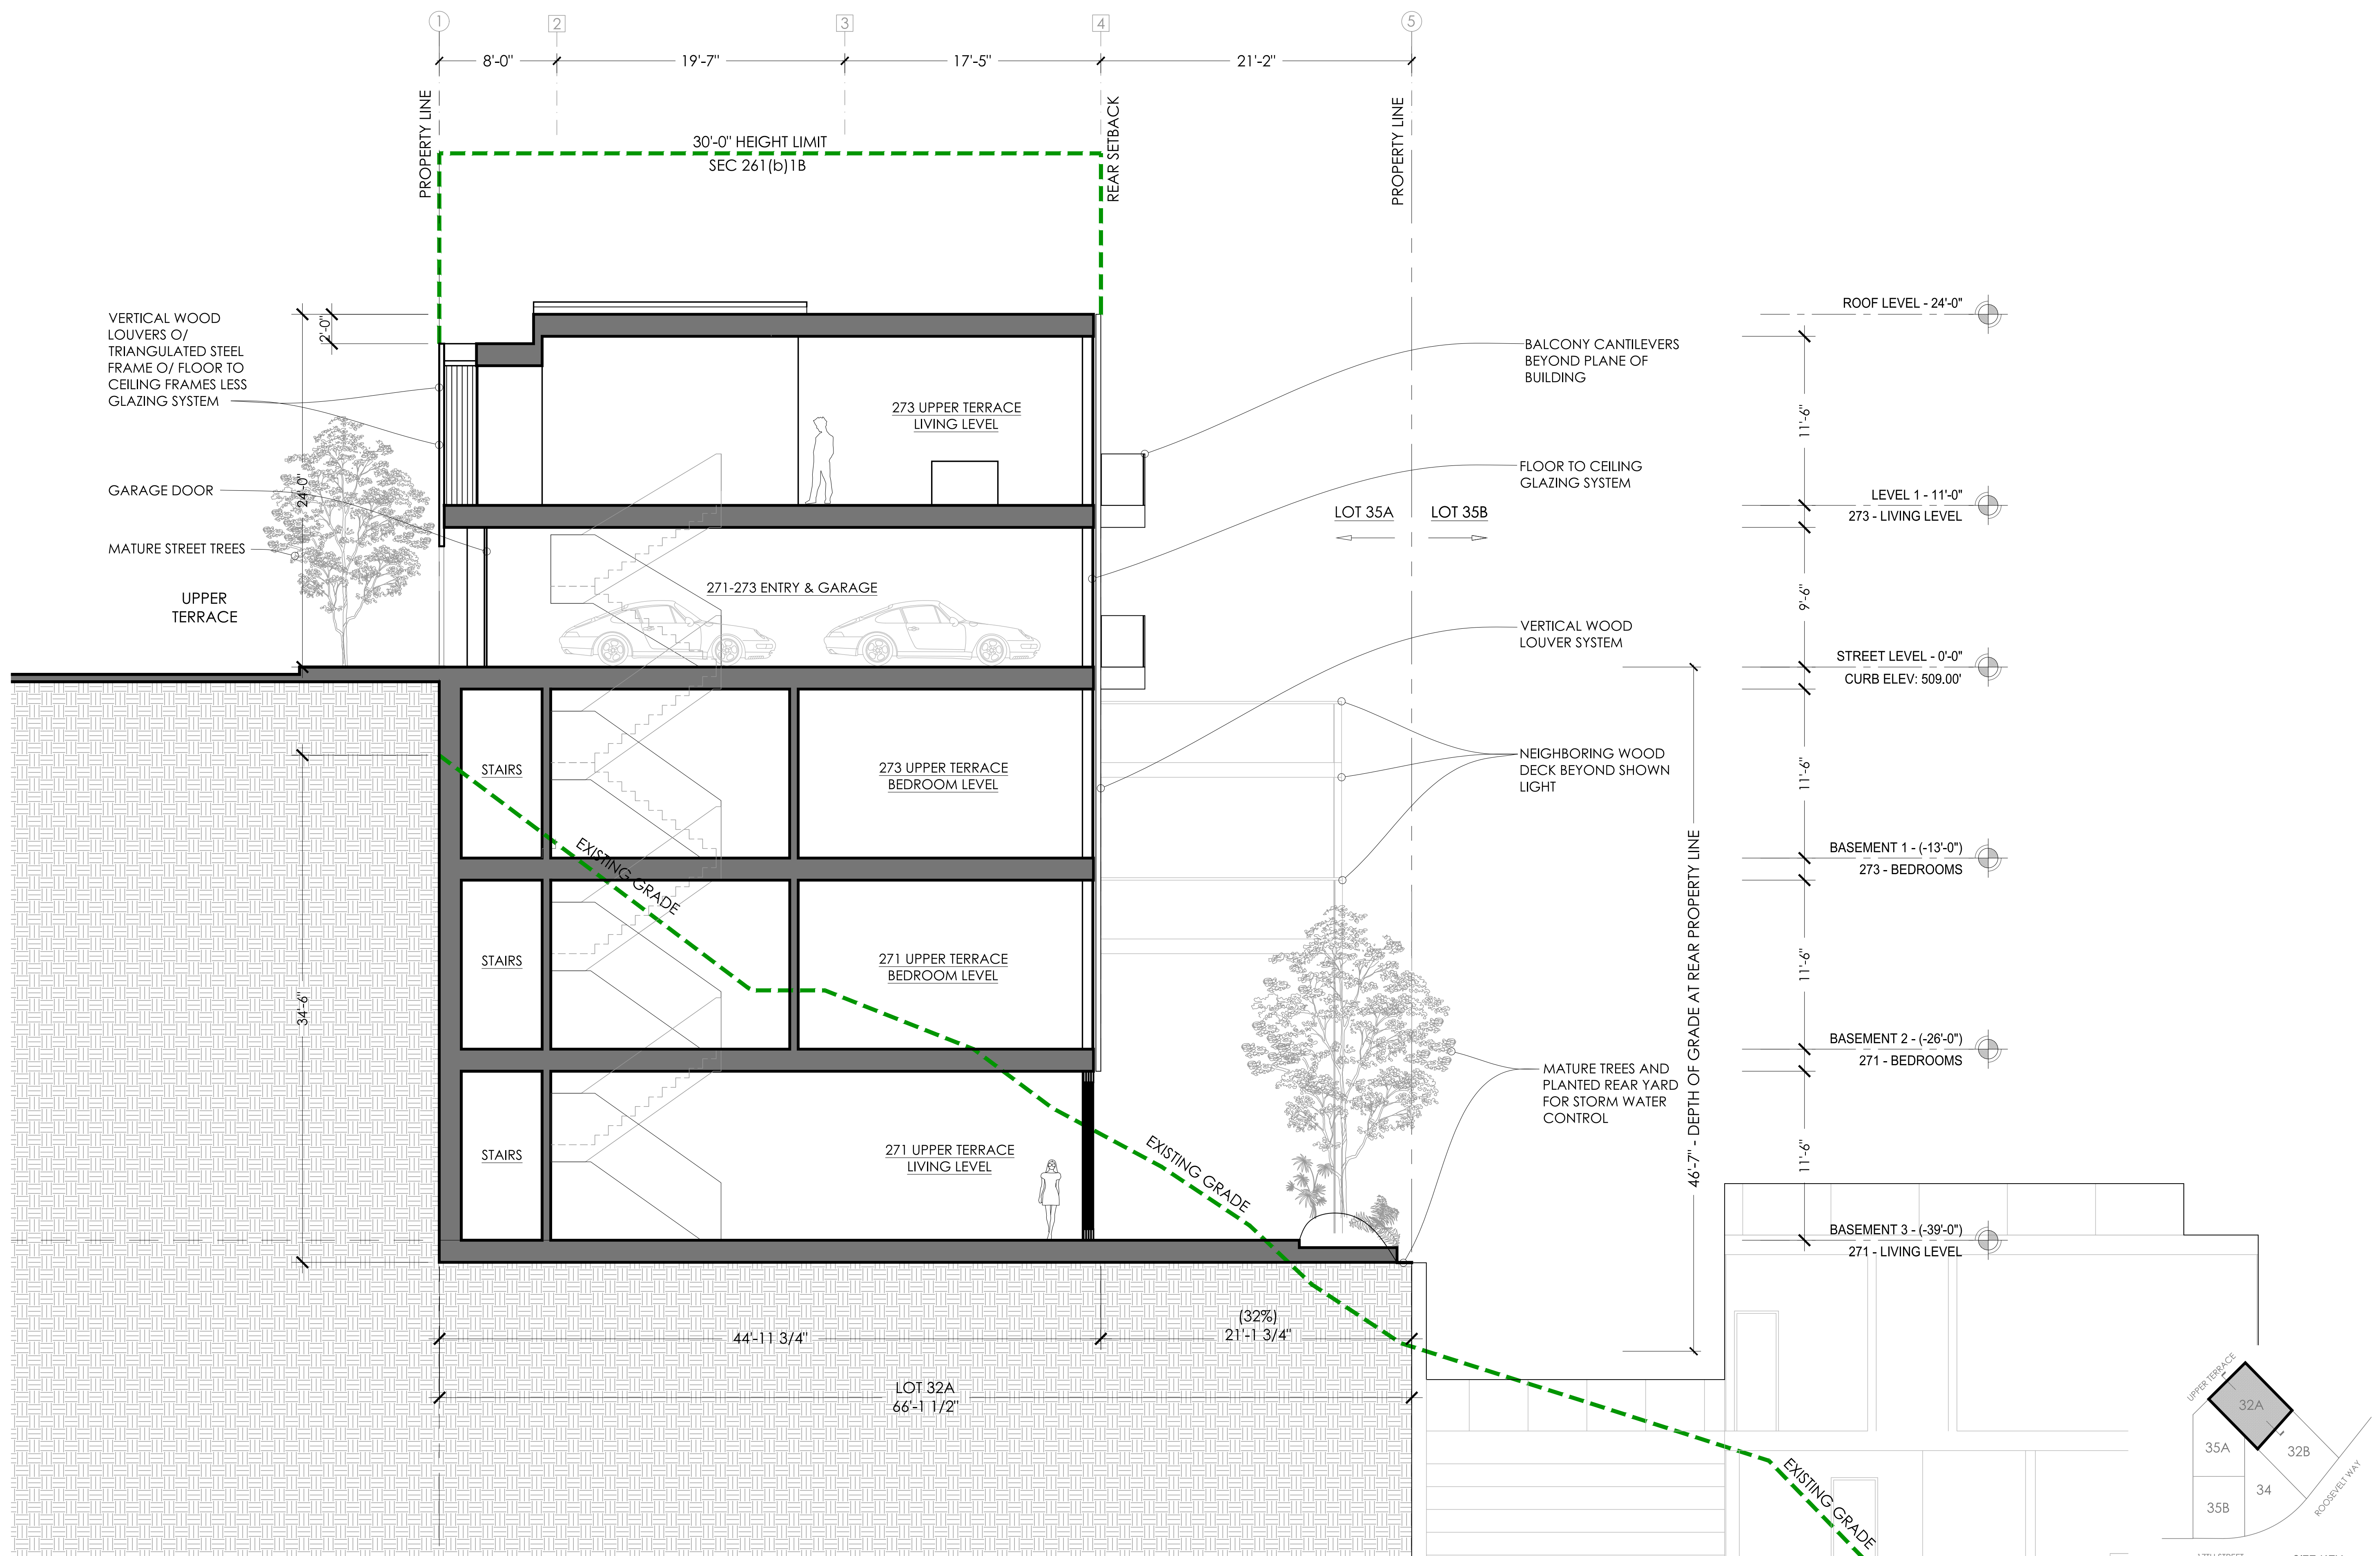 1
2
3
4
5
8'-0"
19'-7"
17'-5"
21'-2"
PROPERTY LINE
REAR SETBACK
PROPERTY LINE
30'-0" HEIGHT LIMIT
SEC 261(b)1B
VERTICAL WOOD
LOUVERS O/
TRIANGULATED STEEL
FRAME O/ FLOOR TO
CEILING FRAMES LESS
GLAZING SYSTEM
2'-0"
24'-0"
GARAGE DOOR
MATURE STREET TREES
UPPER
TERRACE
34'-6"
273 UPPER TERRACE
LIVING LEVEL
271-273 ENTRY & GARAGE
STAIRS
273 UPPER TERRACE
BEDROOM LEVEL
EXISTING GRADE
STAIRS
271 UPPER TERRACE
BEDROOM LEVEL
STAIRS
271 UPPER TERRACE
LIVING LEVEL
EXISTING GRADE
LOT 35A
LOT 35B
BALCONY CANTILEVERS
BEYOND PLANE OF
BUILDING
FLOOR TO CEILING
GLAZING SYSTEM
VERTICAL WOOD
LOUVER SYSTEM
NEIGHBORING WOOD
DECK BEYOND SHOWN
LIGHT
MATURE TREES AND
PLANTED REAR YARD
FOR STORM WATER
CONTROL
46'-7" - DEPTH OF GRADE AT REAR PROPERTY LINE
11'-6"
9'-6"
11'-6"
11'-6"
11'-6"
ROOF LEVEL - 24'-0"
LEVEL 1 - 11'-0"
273 - LIVING LEVEL
STREET LEVEL - 0'-0"
CURB ELEV: 509.00'
BASEMENT 1 - (-13'-0")
273 - BEDROOMS
BASEMENT 2 - (-26'-0")
271 - BEDROOMS
BASEMENT 3 - (-39'-0")
271 - LIVING LEVEL
44'-11 3/4"
(32%)
21'-1 3/4"
LOT 32A
66'-1 1/2"
EXISTING GRADE
UPPER TERRACE
32A
35A
32B
34
35B
ROOSEVELT WAY